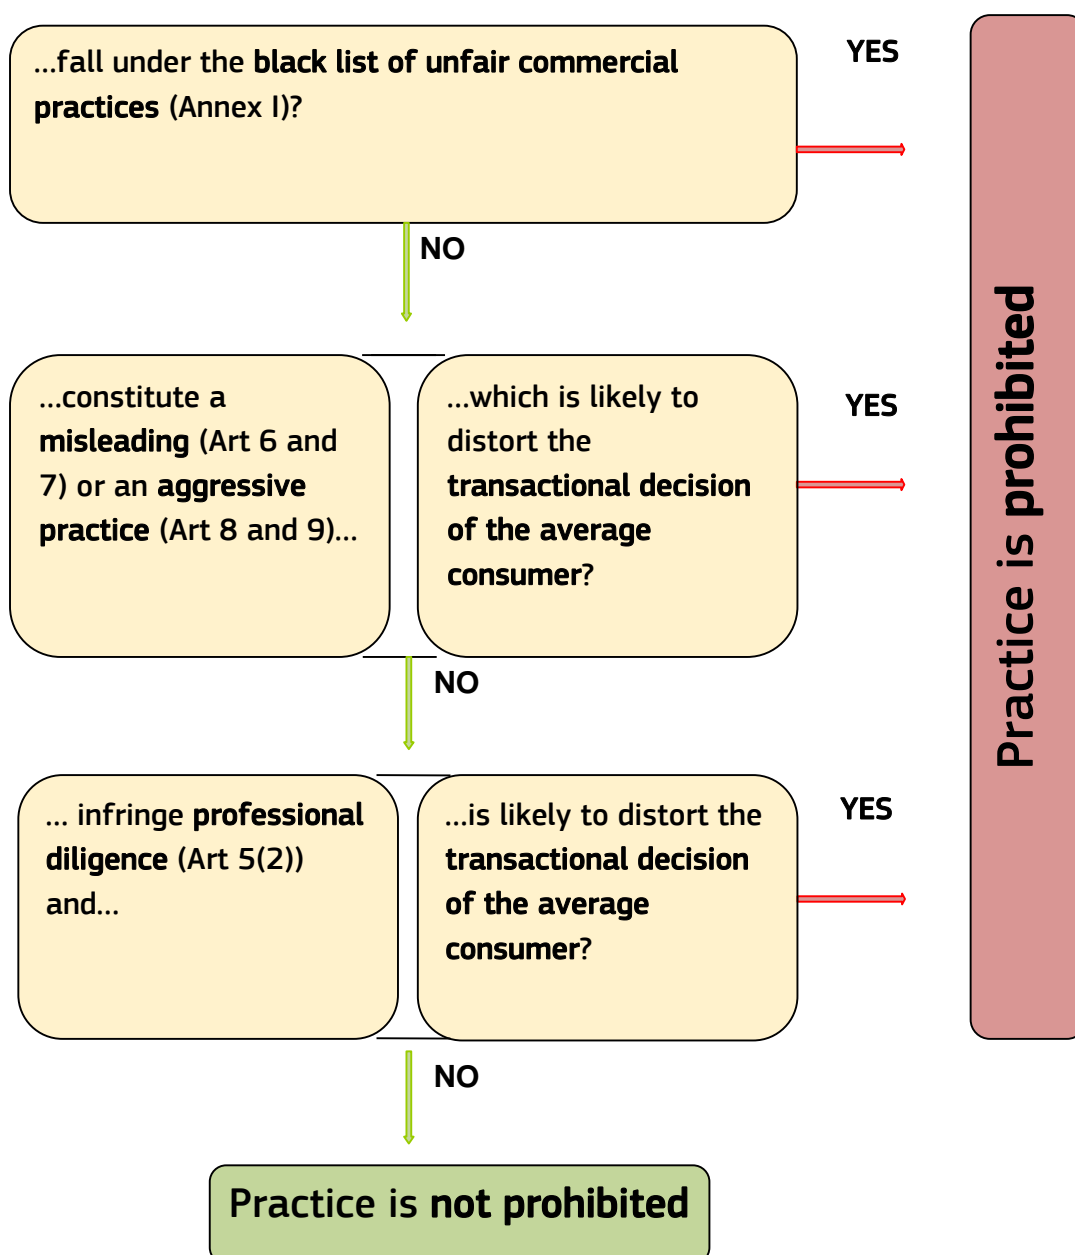 ...fall under the black list of unfair commercial
practices (Annex I)?
YES
NO
...constitute a
misleading (Art 6 and
7) or an aggressive
practice (Art 8 and 9)...
...which is likely to
distort the
transactional decision
of the average
consumer?
YES
NO
... infringe professional
diligence (Art 5(2))
and...
...is likely to distort the
transactional decision
of the average
consumer?
YES
NO
Practice is prohibited
Practice is not prohibited